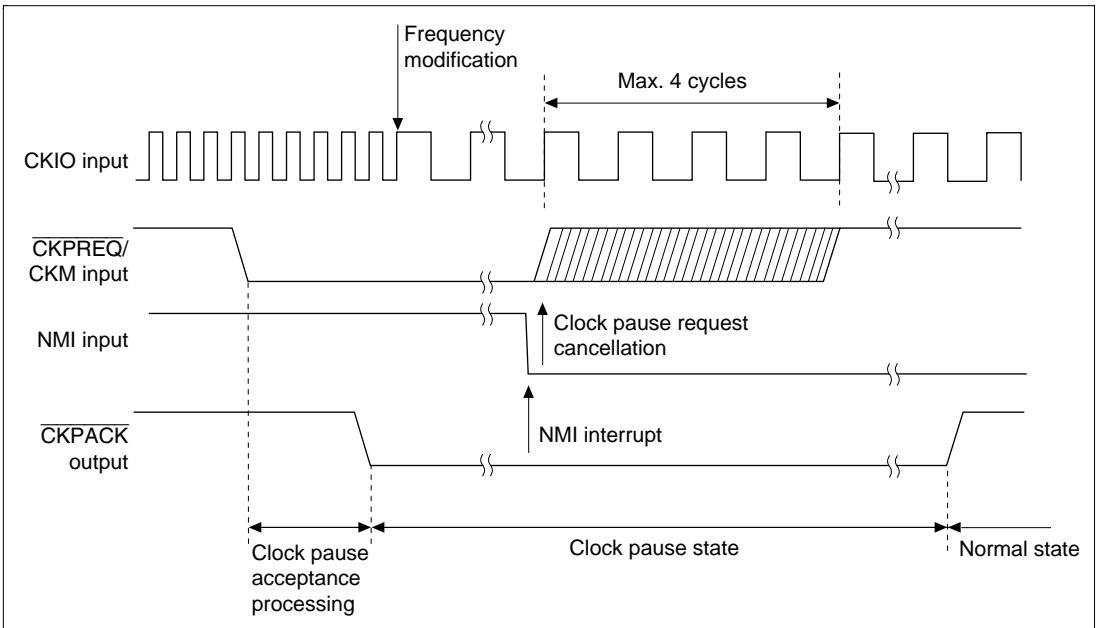 Frequency
modification
Max. 4 cycles
CKIO input
CKPREQ/
CKM input
Clock pause request
cancellation
NMI input
NMI interrupt
CKPACK
output
Clock pause
acceptance
processing
Clock pause state
Normal state